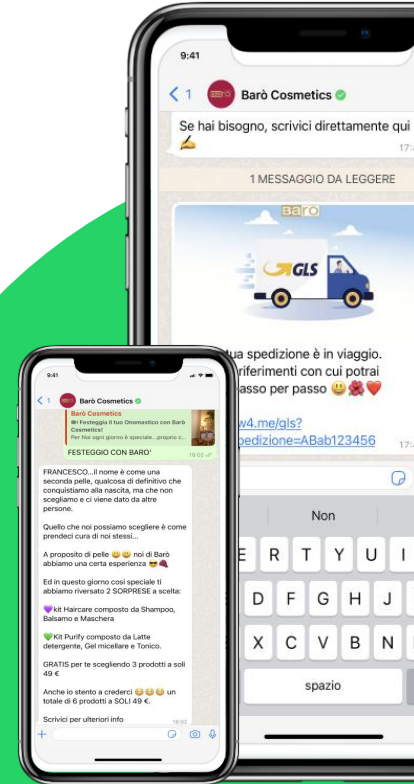 9:41
1
Barò Cosmetics
Se hai bisogno, scrivici direttamente qui
1 MESSAGGIO DA LEGGERE
Barò
GLS
tua spedizione è in viaggio.
riferimenti con cui potrai
asso per passo 😃🌺❤️
w4.me/gls?
pedizione=ABab123456
Non
E R T Y U I
D F G H J
X C V B N
spazio
9:41
1
Barò Cosmetics
Barò Cosmetics
Festeggia il tuo Onomastico con Barò
Cosmetics!
Per Noi ogni giorno è speciale...proprio c...
FESTEGGIO CON BARO'
16:02
FRANCESCO...il nome è come una
seconda pelle, qualcosa di definitivo che
conquistiamo alla nascita, ma che non
scegliamo e ci viene dato da altre
persone.
Quello che noi possiamo scegliere è come
prendeci cura di noi stessi...
A proposito di pelle 😀😀 noi di Barò
abbiamo una certa esperienza 😎🍇
Ed in questo giorno cosi speciale ti
abbiamo riversato 2 SORPRESE a scelta:
💜kit Haircare composto da Shampoo,
Balsamo e Maschera
💚Kit Purify composto da Latte
detergente, Gel micellare e Tonico.
GRATIS per te scegliendo 3 prodotti a soli
49 €
Anche io stento a crederci 😳😳😳 un
totale di 6 prodotti a SOLI 49 €.
Scrivici per ulteriori info
16:02